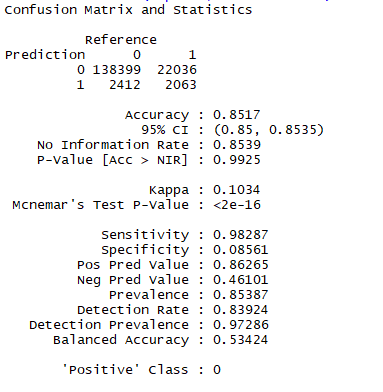 Confusion Matrix and Statistics
Reference
Prediction 0 1
0 138399 22036
1 2412 2063
Accuracy : 0.8517
95% CI : (0.85, 0.8535)
No Information Rate : 0.8539
P-Value [Acc > NIR] : 0.9925
Kappa : 0.1034
Mcnemar's Test P-Value : <2e-16
Sensitivity : 0.98287
Specificity : 0.08561
Pos Pred Value : 0.86265
Neg Pred Value : 0.46101
Prevalence : 0.85387
Detection Rate : 0.83924
Detection Prevalence : 0.97286
Balanced Accuracy : 0.53424
'Positive' Class : 0